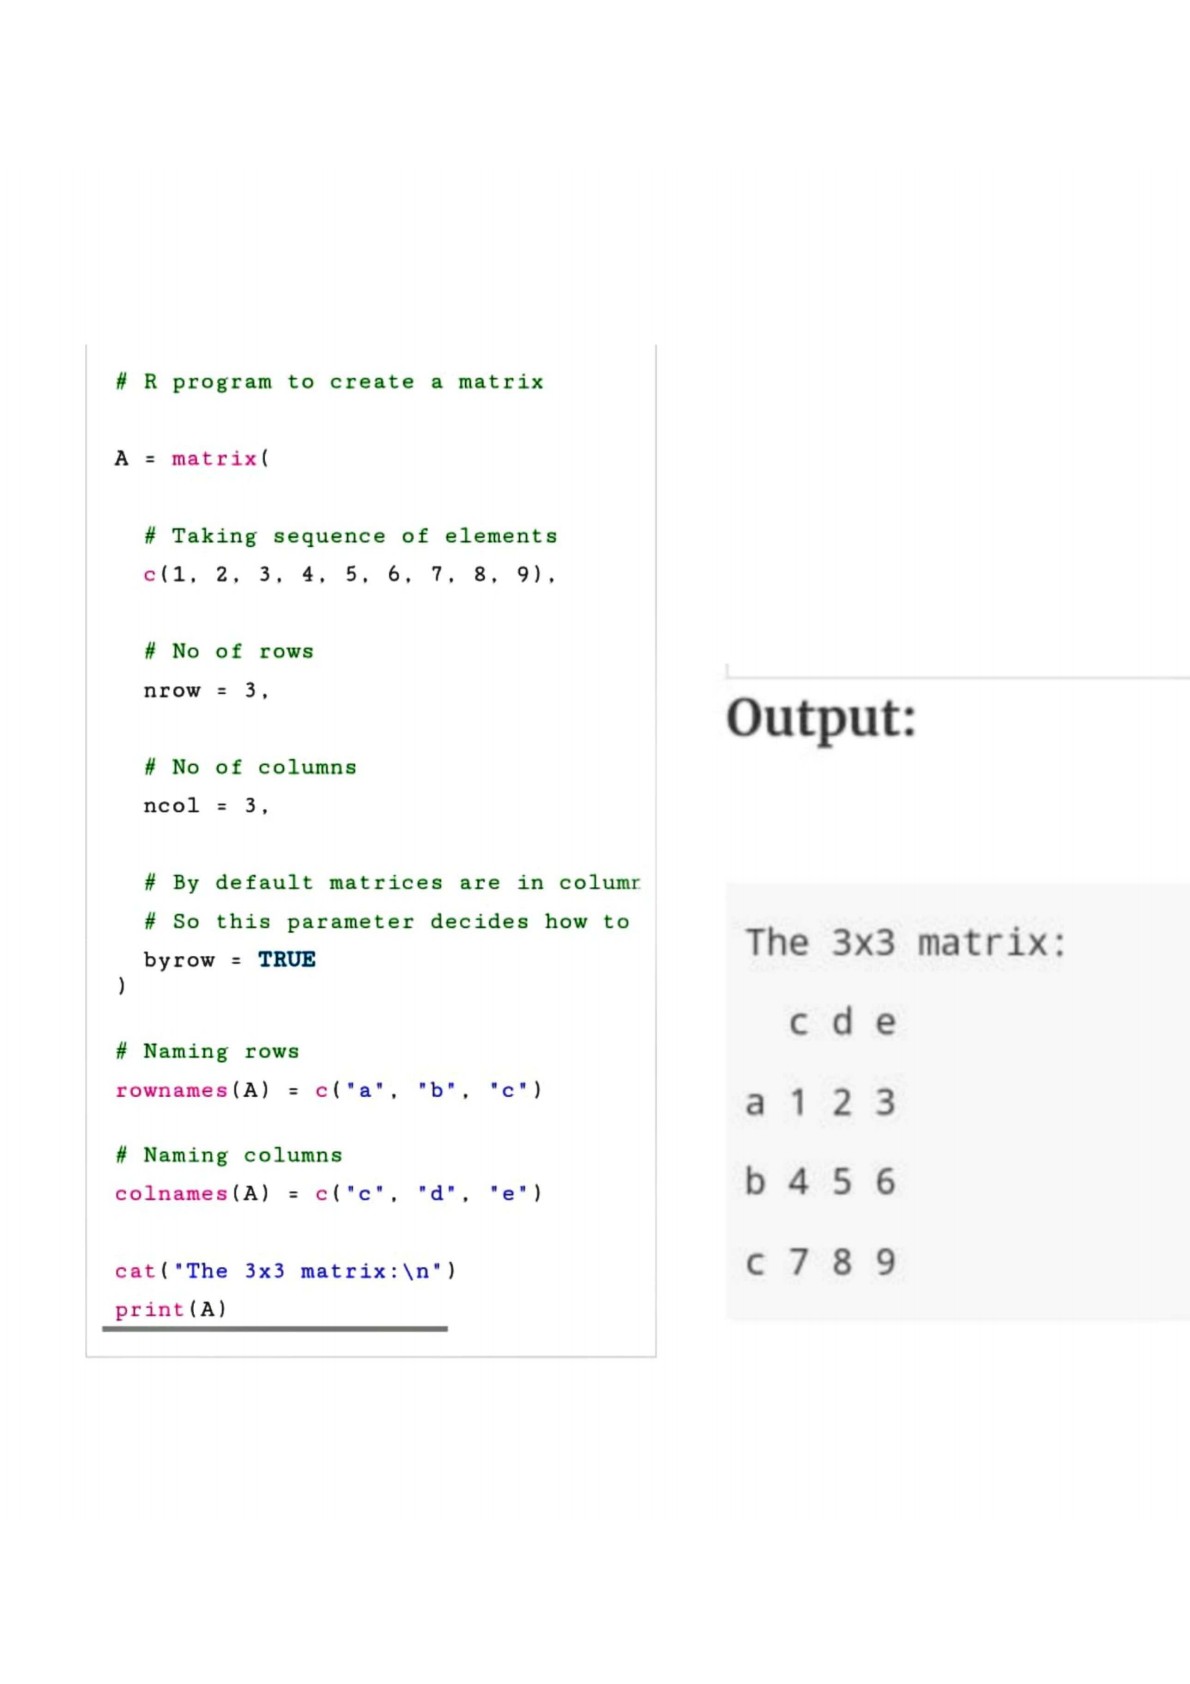 # R program to create a matrix
A = matrix(
# Taking sequence of elements
c(1, 2, 3, 4, 5, 6, 7, 8, 9),
# No of rows
nrow = 3,
# No of columns
ncol = 3,
# By default matrices are in
# So this parameter decides how to
byrow = TRUE
)
# Naming rows
rownames(A) = c("a", "b", "c")
# Naming columns
colnames(A) = c("c", "d", "e")
cat("The 3x3 matrix:\n")
print(A)
Output:
The 3x3 matrix:
c d e
a 1 2 3
b 4 5 6
c 7 8 9